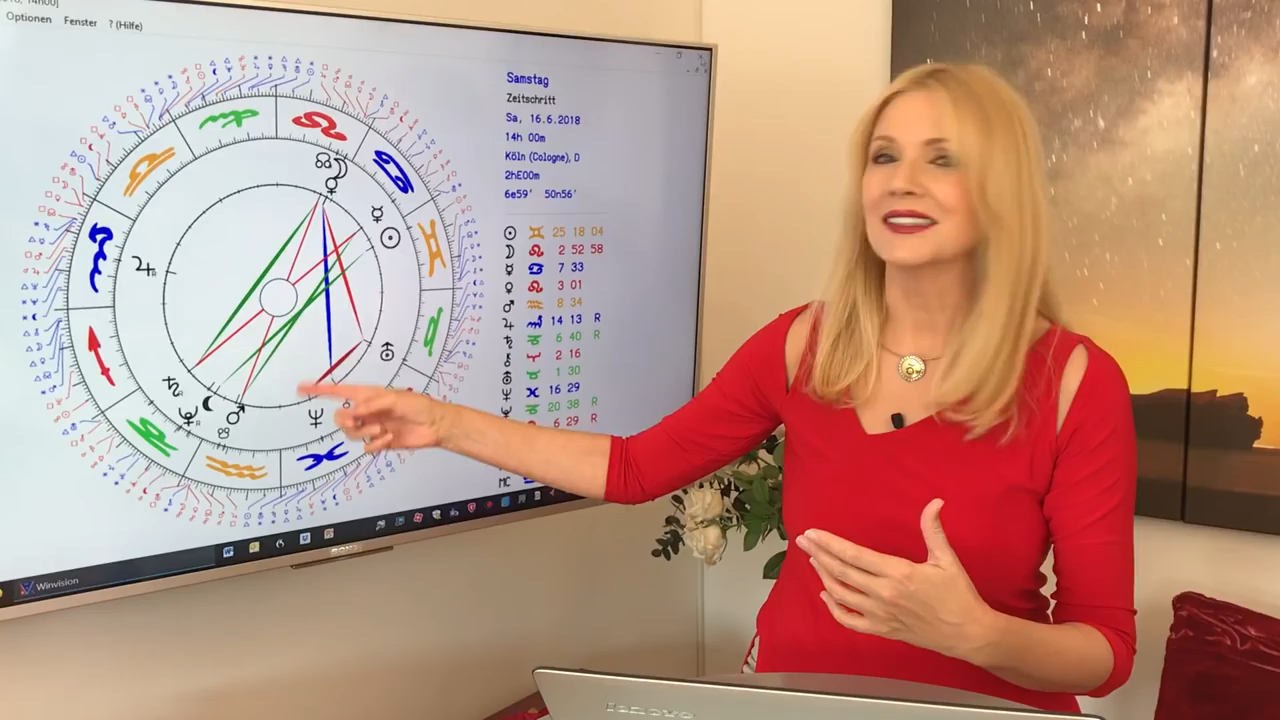 Optionen Fenster ? (Hilfe)
Samstag
Zeitschritt
Sa, 16.6.2018
14h 00m
Köln (Cologne), D
2hE00m
6e59' 50n56'
☉ ♊ 25 18 04
☽ ♌ 2 52 58
☿ ♋ 7 33
♀ ♌ 3 01
♂ ♒ 8 34
♃ ♏ 14 13 R
♄ ♑ 6 40 R
⚷ ♈ 2 16
⛢ ♉ 1 30
♆ ♓ 16 29
♑ 20 38 R
6 29 R
MC
SONY
Winvision
lenovo